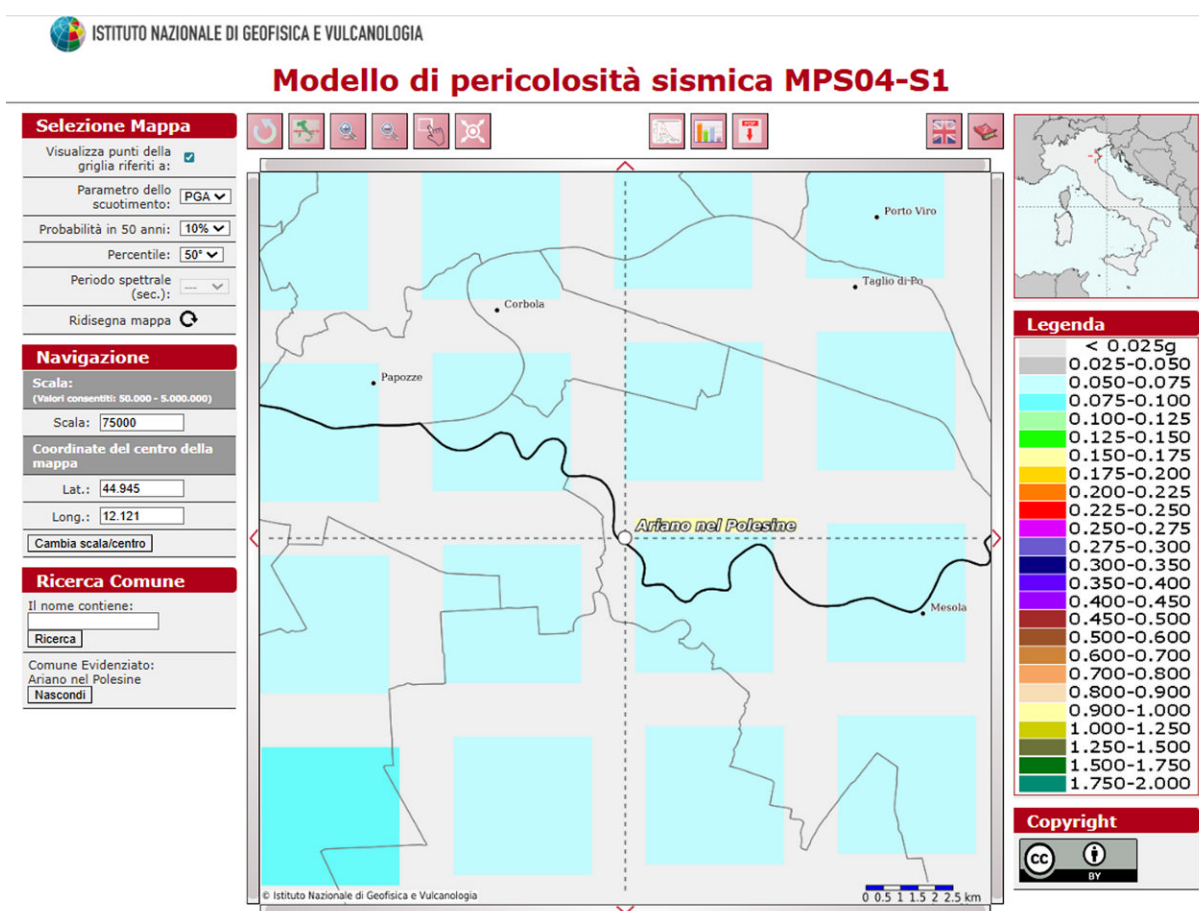 ISTITUTO NAZIONALE DI GEOFISICA E VULCANOLOGIA
Modello di pericolosità sismica MPS04-S1
Selezione Mappa
Visualizza punti della
griglia riferiti a:
Parametro dello
scuotimento: PGA
Probabilità in 50 anni: 10%
Percentile: 50°
Periodo spettrale
(sec.): ---
Ridisegna mappa
Navigazione
Scala:
(Valori consentiti: 50.000 - 5.000.000)
Scala: 75000
Coordinate del centro della
mappa
Lat.: 44.945
Long.: 12.121
Cambia scala/centro
Ricerca Comune
Il nome contiene:
Ricerca
Comune Evidenziato:
Ariano nel Polesine
Nascondi
STOP
Porto Viro
Taglio di Po
Corbola
Papozze
Ariano nel Polesine
Mesola
© Istituto Nazionale di Geofisica e Vulcanologia
0 0.5 1 1.5 2 2.5 km
Legenda
< 0.025g
0.025-0.050
0.050-0.075
0.075-0.100
0.100-0.125
0.125-0.150
0.150-0.175
0.175-0.200
0.200-0.225
0.225-0.250
0.250-0.275
0.275-0.300
0.300-0.350
0.350-0.400
0.400-0.450
0.450-0.500
0.500-0.600
0.600-0.700
0.700-0.800
0.800-0.900
0.900-1.000
1.000-1.250
1.250-1.500
1.500-1.750
1.750-2.000
Copyright
cc
BY